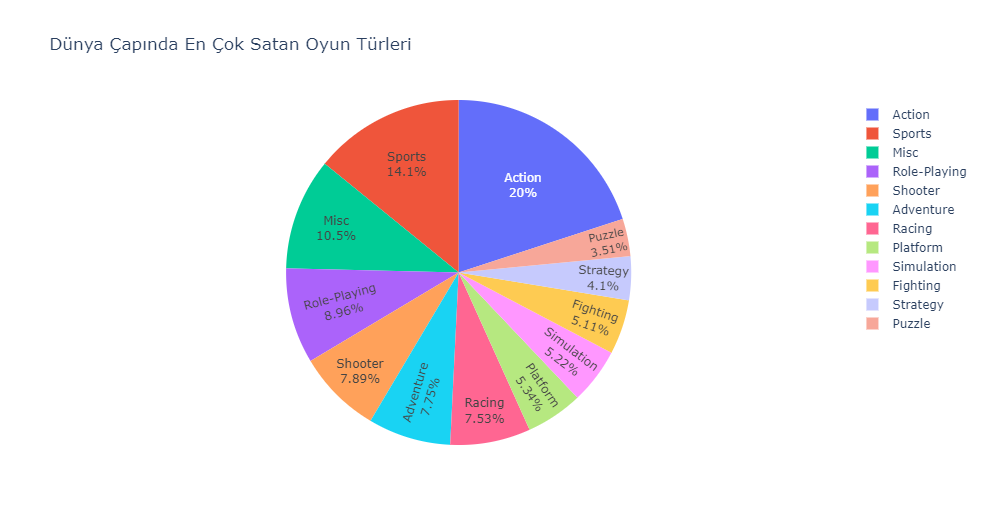 Dünya Çapında En Çok Satan Oyun Türleri
Action
20%
Sports
14.1%
Misc
10.5%
Role-Playing
8.96%
Shooter
7.89%
Adventure
7.75%
Racing
7.53%
Platform
5.34%
Simulation
5.22%
Fighting
5.11%
Strategy
4.1%
Puzzle
3.51%
Action
Sports
Misc
Role-Playing
Shooter
Adventure
Racing
Platform
Simulation
Fighting
Strategy
Puzzle